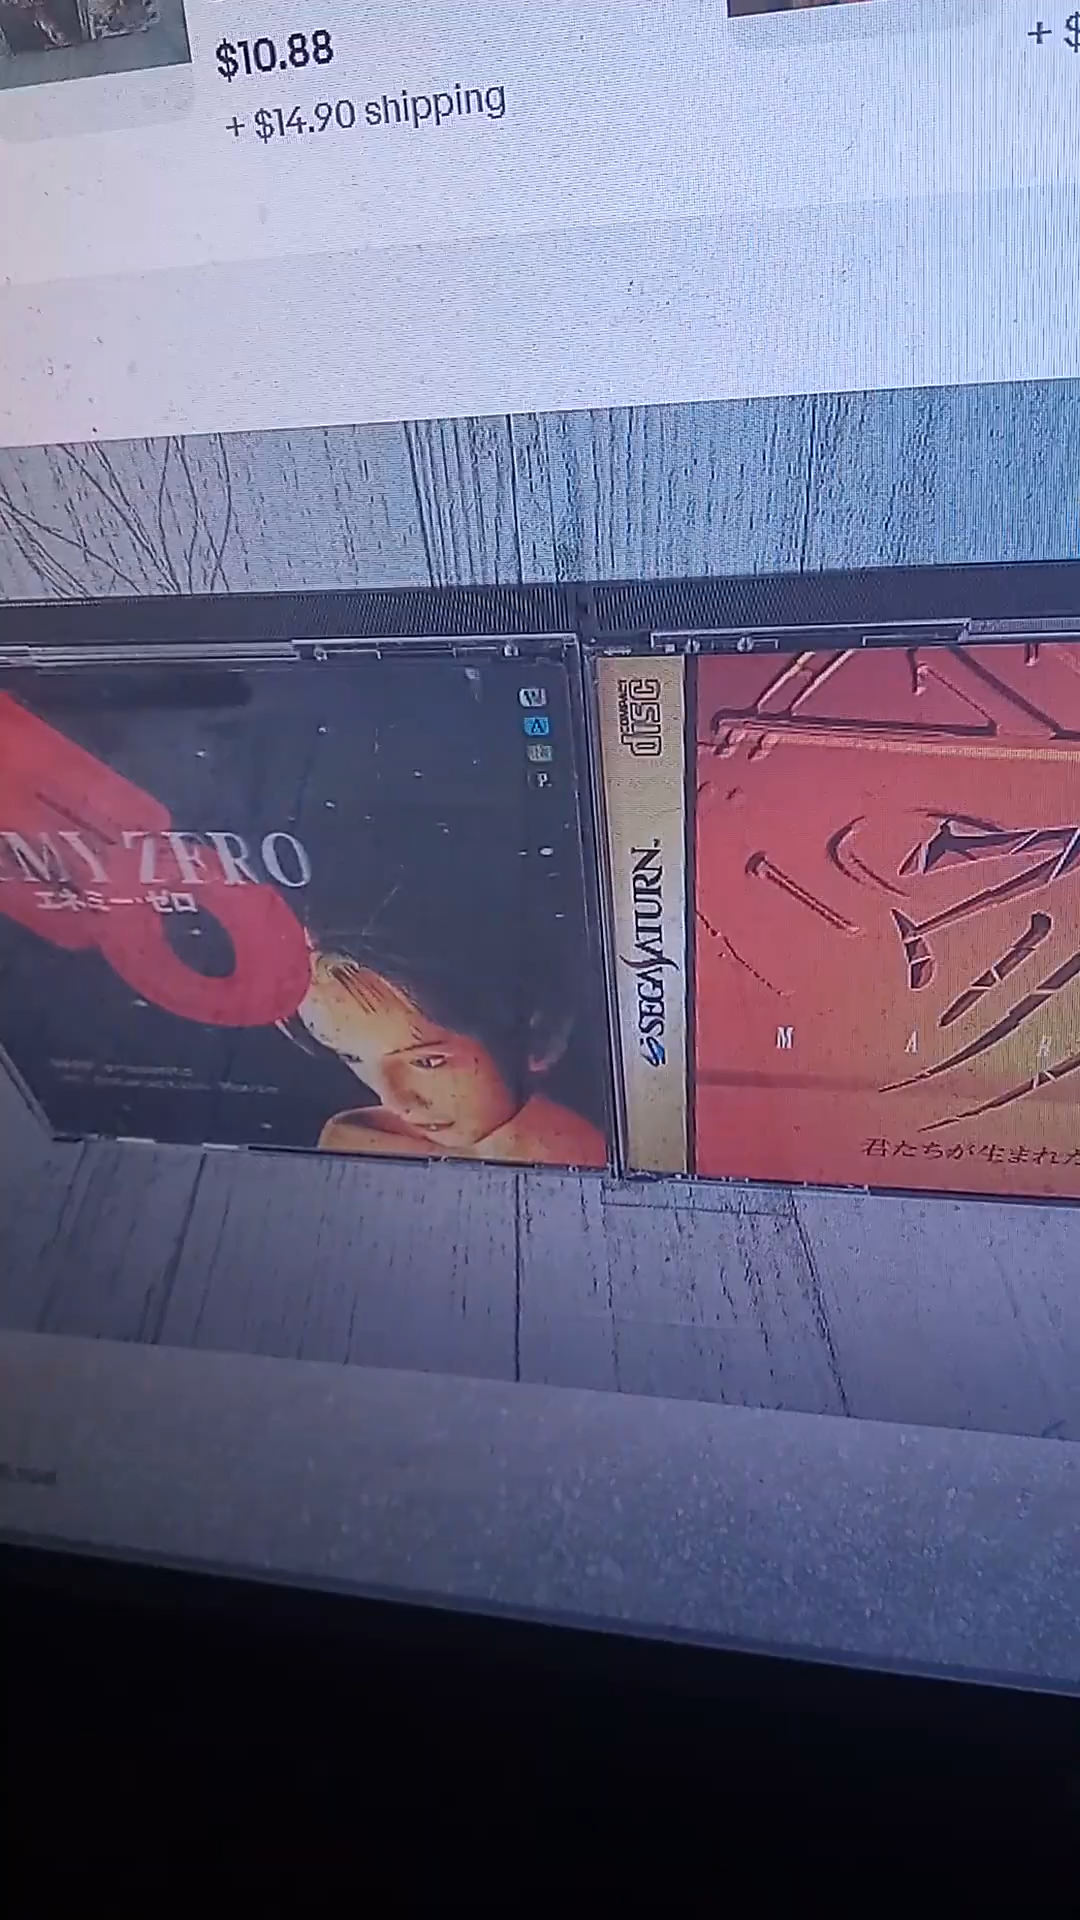 $10.88
+ $
+ $14.90 shipping
W
A
R
P.
MY ZERO
エネミー・ゼロ
COMPACT
disc
SEGA SATURN
M A R
君たちが生まれた